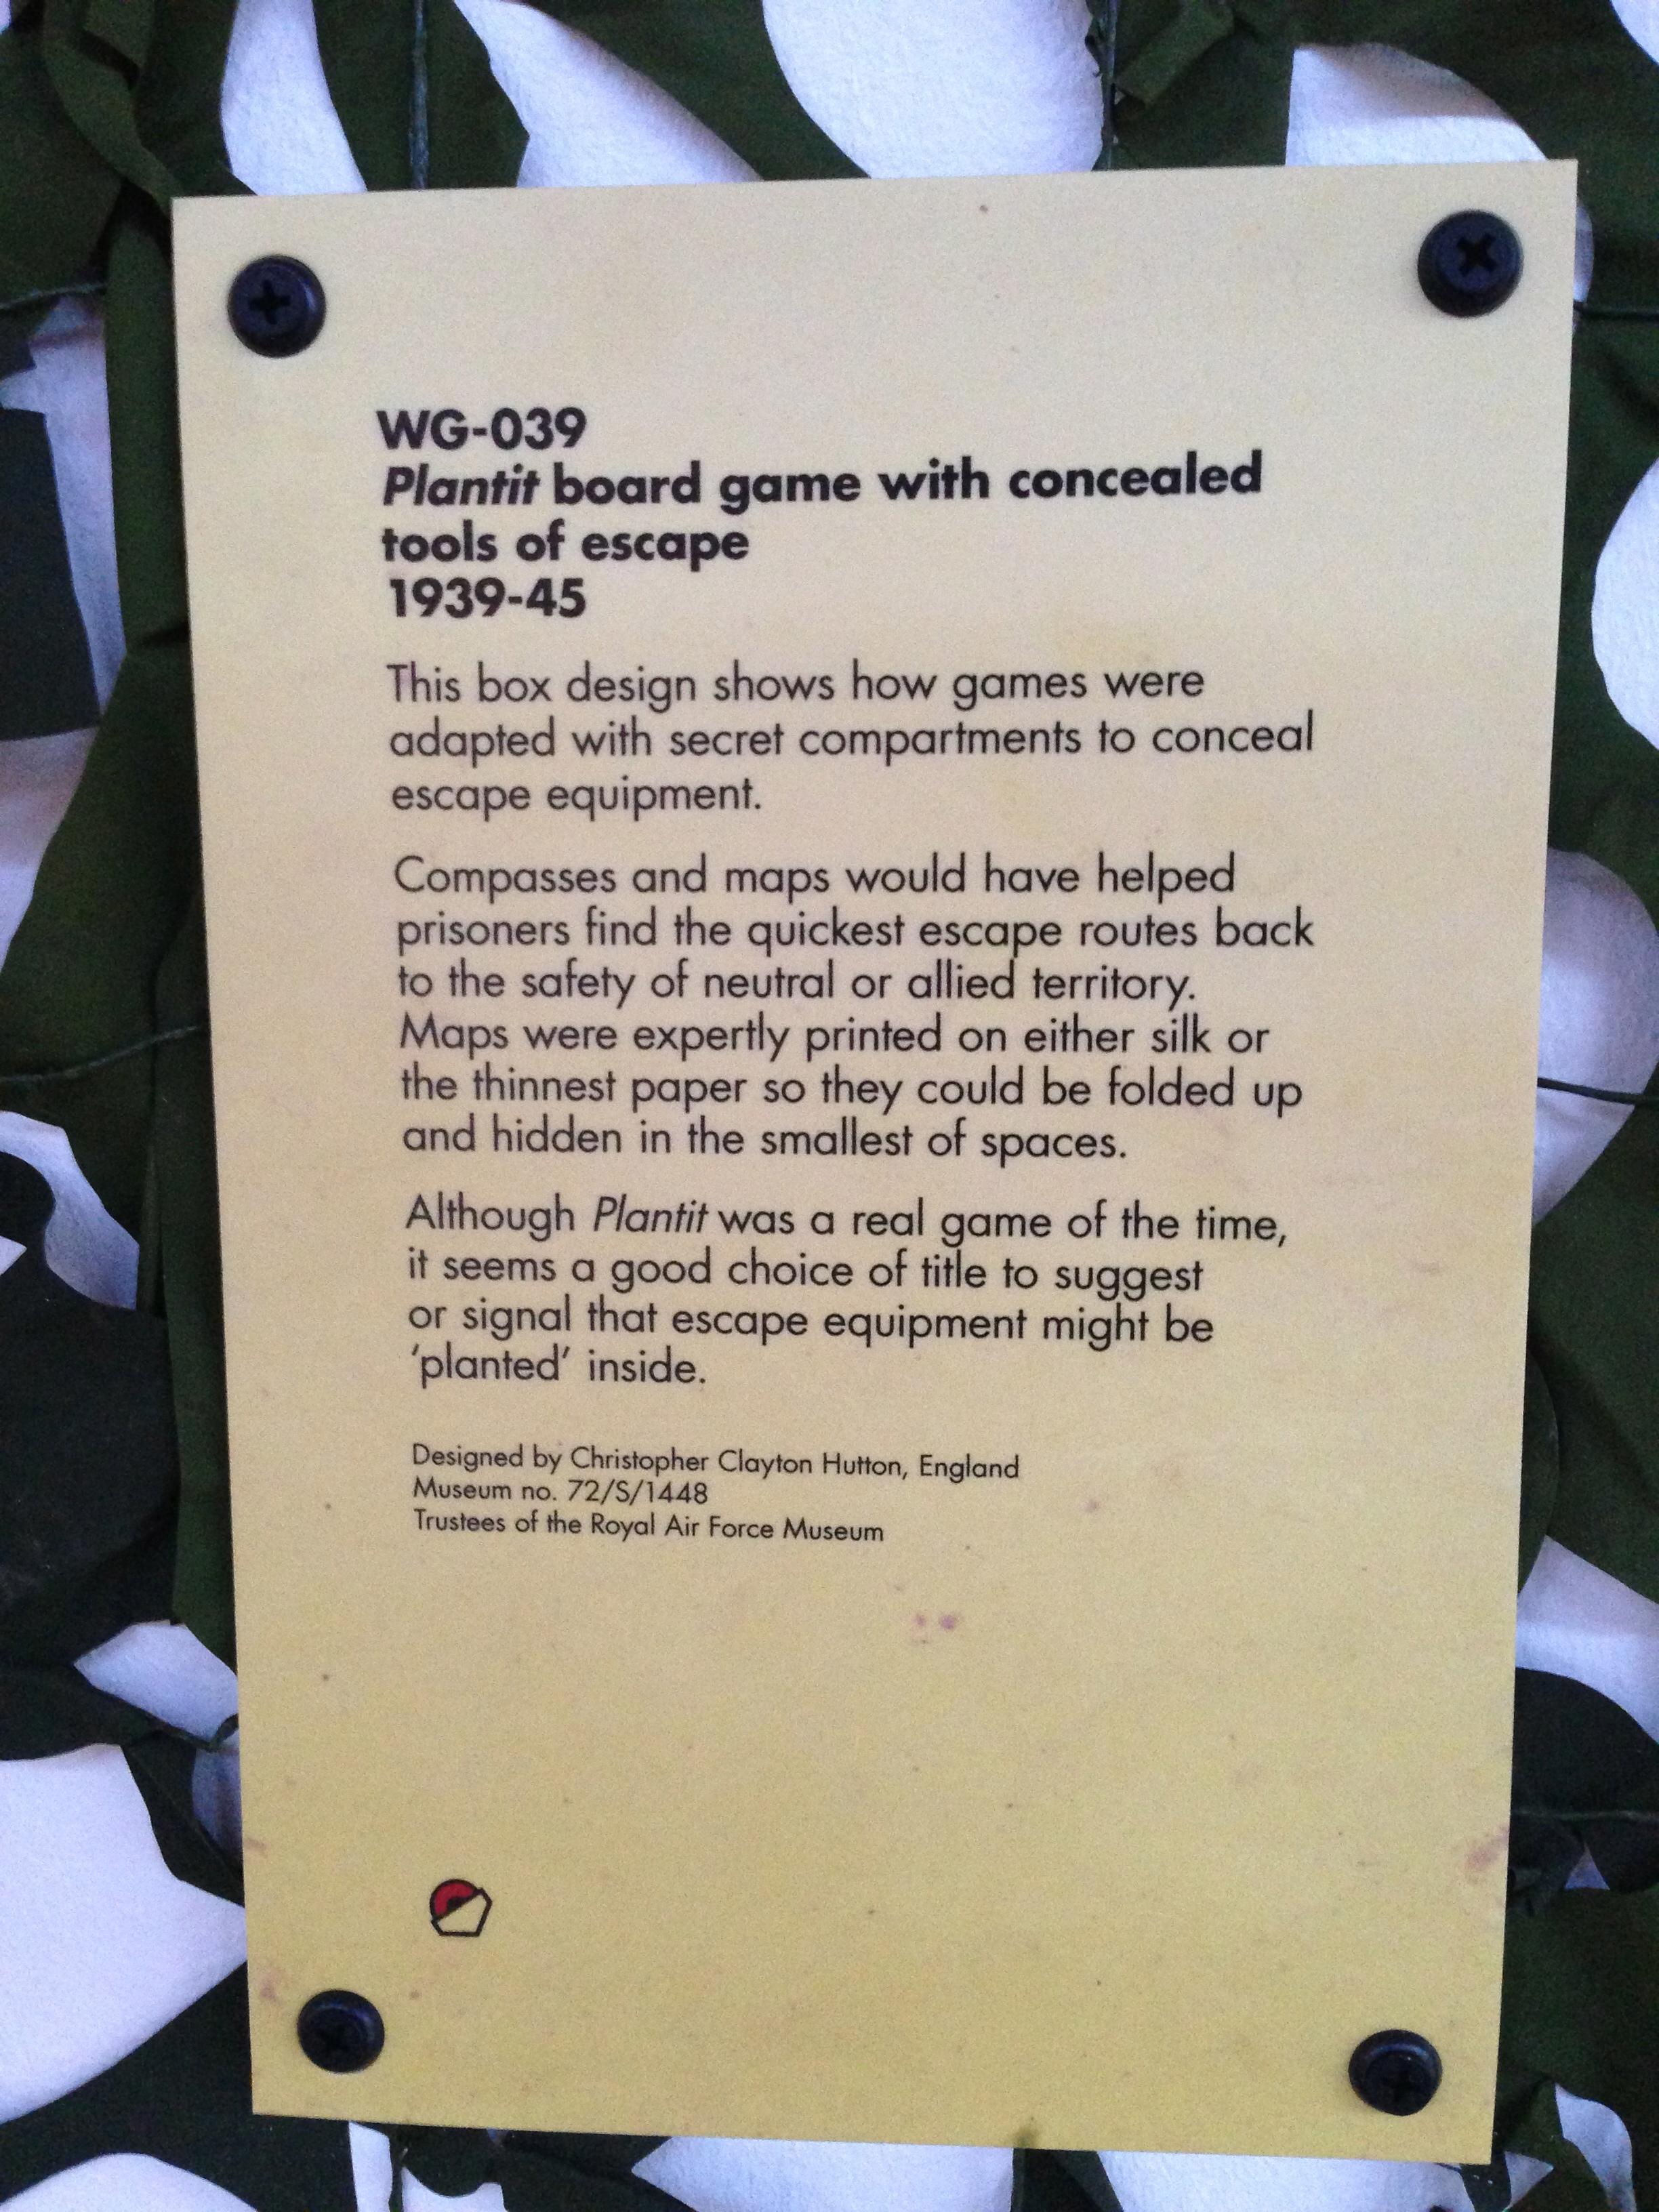 WG-039
Plantit board game with concealed
tools of escape
1939-45
This box design shows how games were
adapted with secret compartments to conceal
escape equipment.
Compasses and maps would have helped
prisoners find the quickest escape routes back
to the safety of neutral or allied territory.
Maps were expertly printed on either silk or
the thinnest paper so they could be folded up
and hidden in the smallest of spaces.
Although Plantit was a real game of the time,
it seems a good choice of title to suggest
or signal that escape equipment might be
‘planted’ inside.
Designed by Christopher Clayton Hutton, England
Museum no. 72/S/1448
Trustees of the Royal Air Force Museum